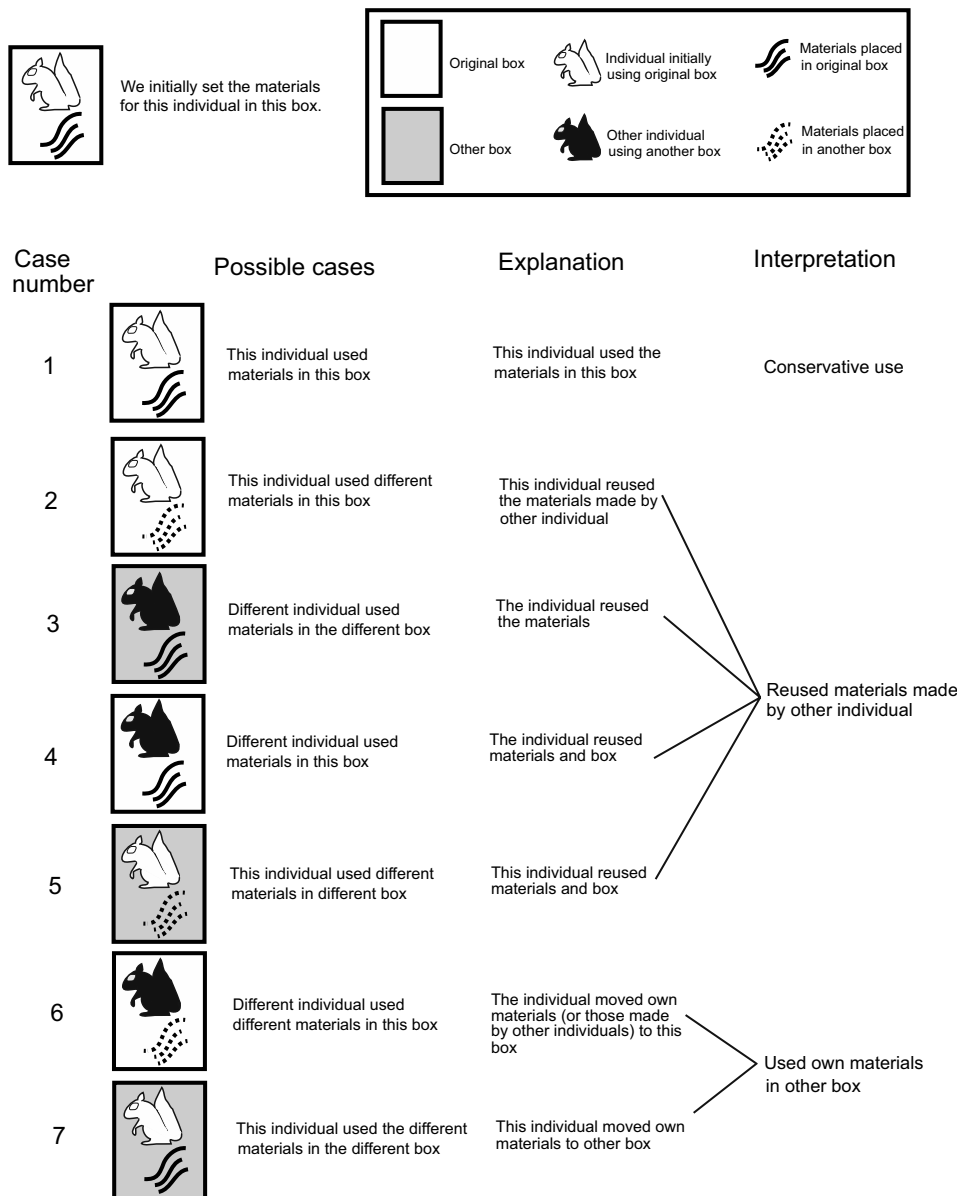 We initially set the materials
for this individual in this box.
Original box
Individual initially
using original box
Materials placed
in original box
Other box
Other individual
using another box
Materials placed
in another box
Case
number
Possible cases
Explanation
Interpretation
1
This individual used
materials in this box
This individual used the
materials in this box
Conservative use
2
This individual used different
materials in this box
This individual reused
the materials made by
other individual
3
Different individual used
materials in the different box
The individual reused
the materials
Reused materials made
by other individual
4
Different individual used
materials in this box
The individual reused
materials and box
5
This individual used different
materials in different box
This individual reused
materials and box
6
Different individual used
different materials in this box
The individual moved own
materials (or those made
by other individuals) to this
box
Used own materials
in other box
7
This individual used the different
materials in the different box
This individual moved own
materials to other box